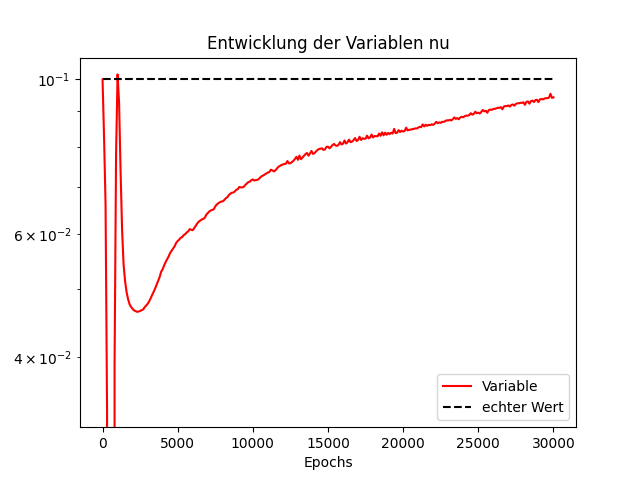 Entwicklung der Variablen nu
10⁻¹
6 × 10⁻²
4 × 10⁻²
Variable
echter Wert
0 5000 10000 15000 20000 25000 30000
Epochs